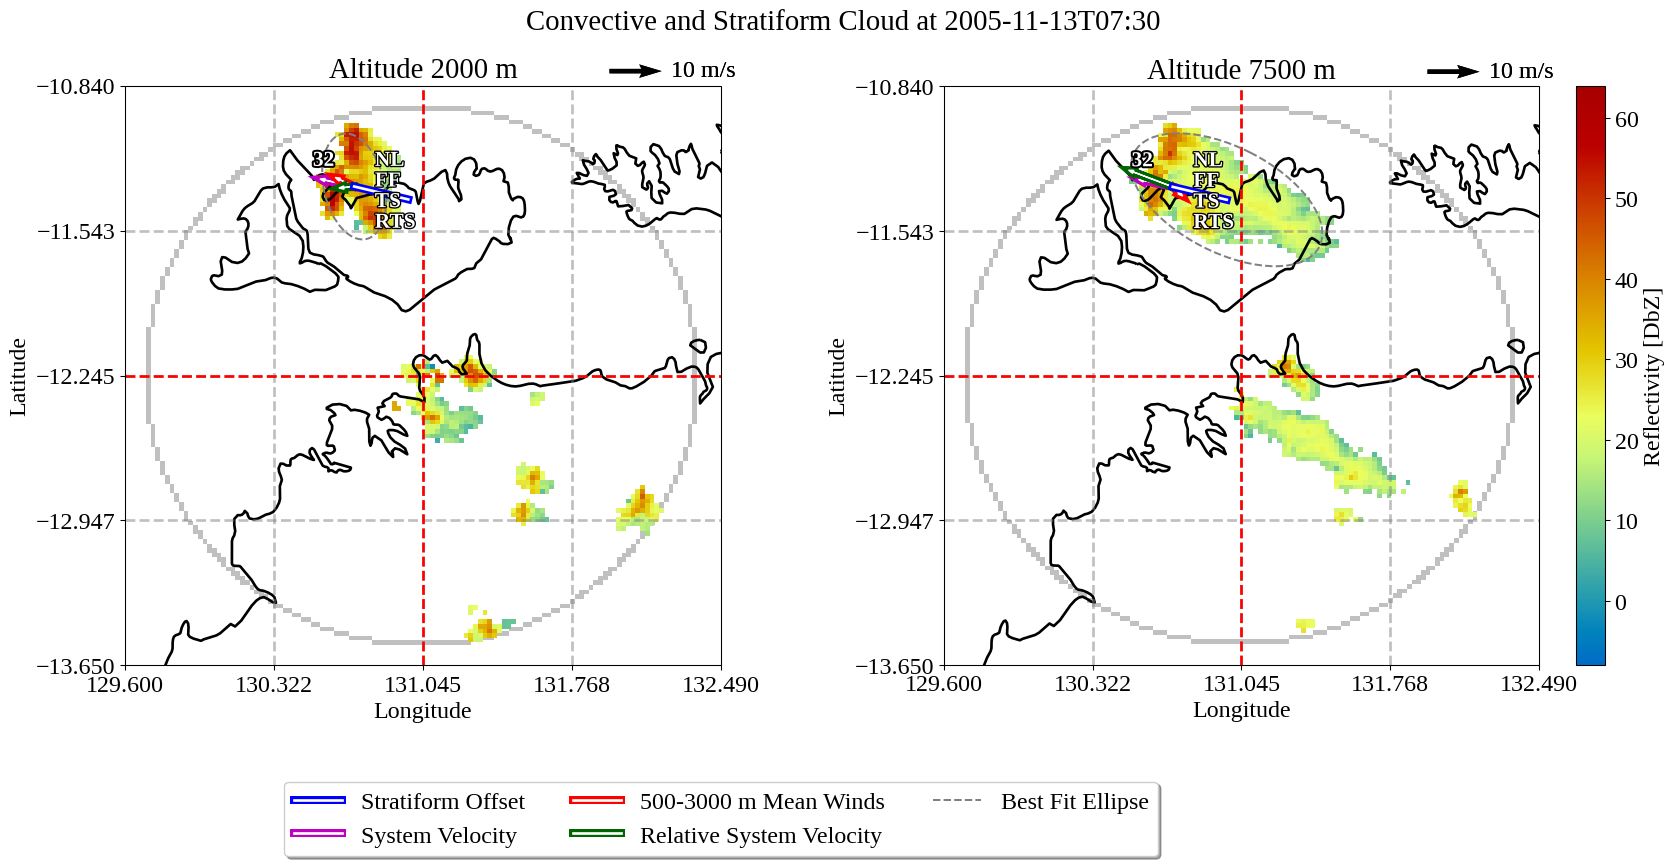 Convective and Stratiform Cloud at 2005-11-13T07:30
Altitude 2000 m
10 m/s
−10.840
−11.543
−12.245
−12.947
−13.650
Latitude
129.600
130.322
131.045
131.768
132.490
Longitude
32
NL
FF
TS
RTS
Altitude 7500 m
10 m/s
−10.840
−11.543
−12.245
−12.947
−13.650
Latitude
129.600
130.322
131.045
131.768
132.490
Longitude
32
NL
FF
TS
RTS
60
50
40
30
20
10
0
Reflectivity [DbZ]
Stratiform Offset
500-3000 m Mean Winds
Best Fit Ellipse
System Velocity
Relative System Velocity